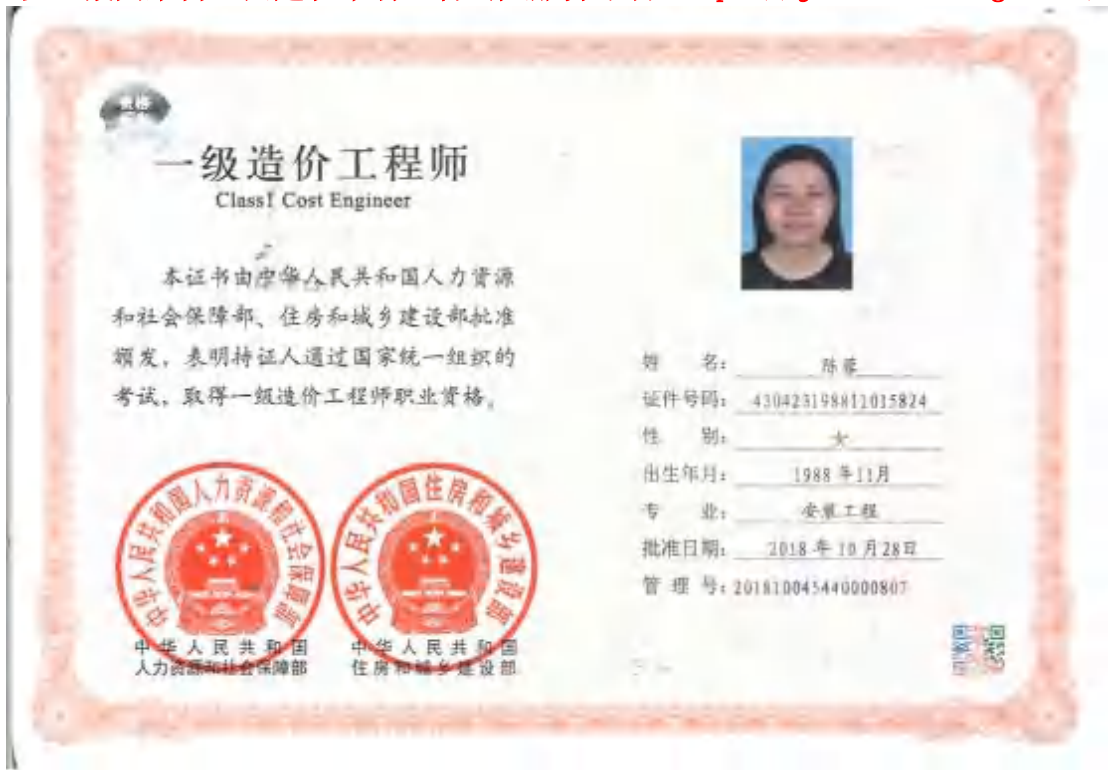 资格
一级造价工程师
Class1 Cost Engineer
本证书由中华人民共和国人力资源
和社会保障部、住房和城乡建设部批准
颁发，表明持证人通过国家统一组织的
考试，取得一级造价工程师职业资格。
中华人民共和国人力资源和社会保障部
中华人民共和国住房和城乡建设部
中华人民共和国
人力资源和社会保障部
中华人民共和国
住房和城乡建设部
姓 名：
证件号码：430423198811015824
性 别：女
出生年月：1988年11月
专 业：安装工程
批准日期：2018年10月28日
管 理 号：201810045440000807